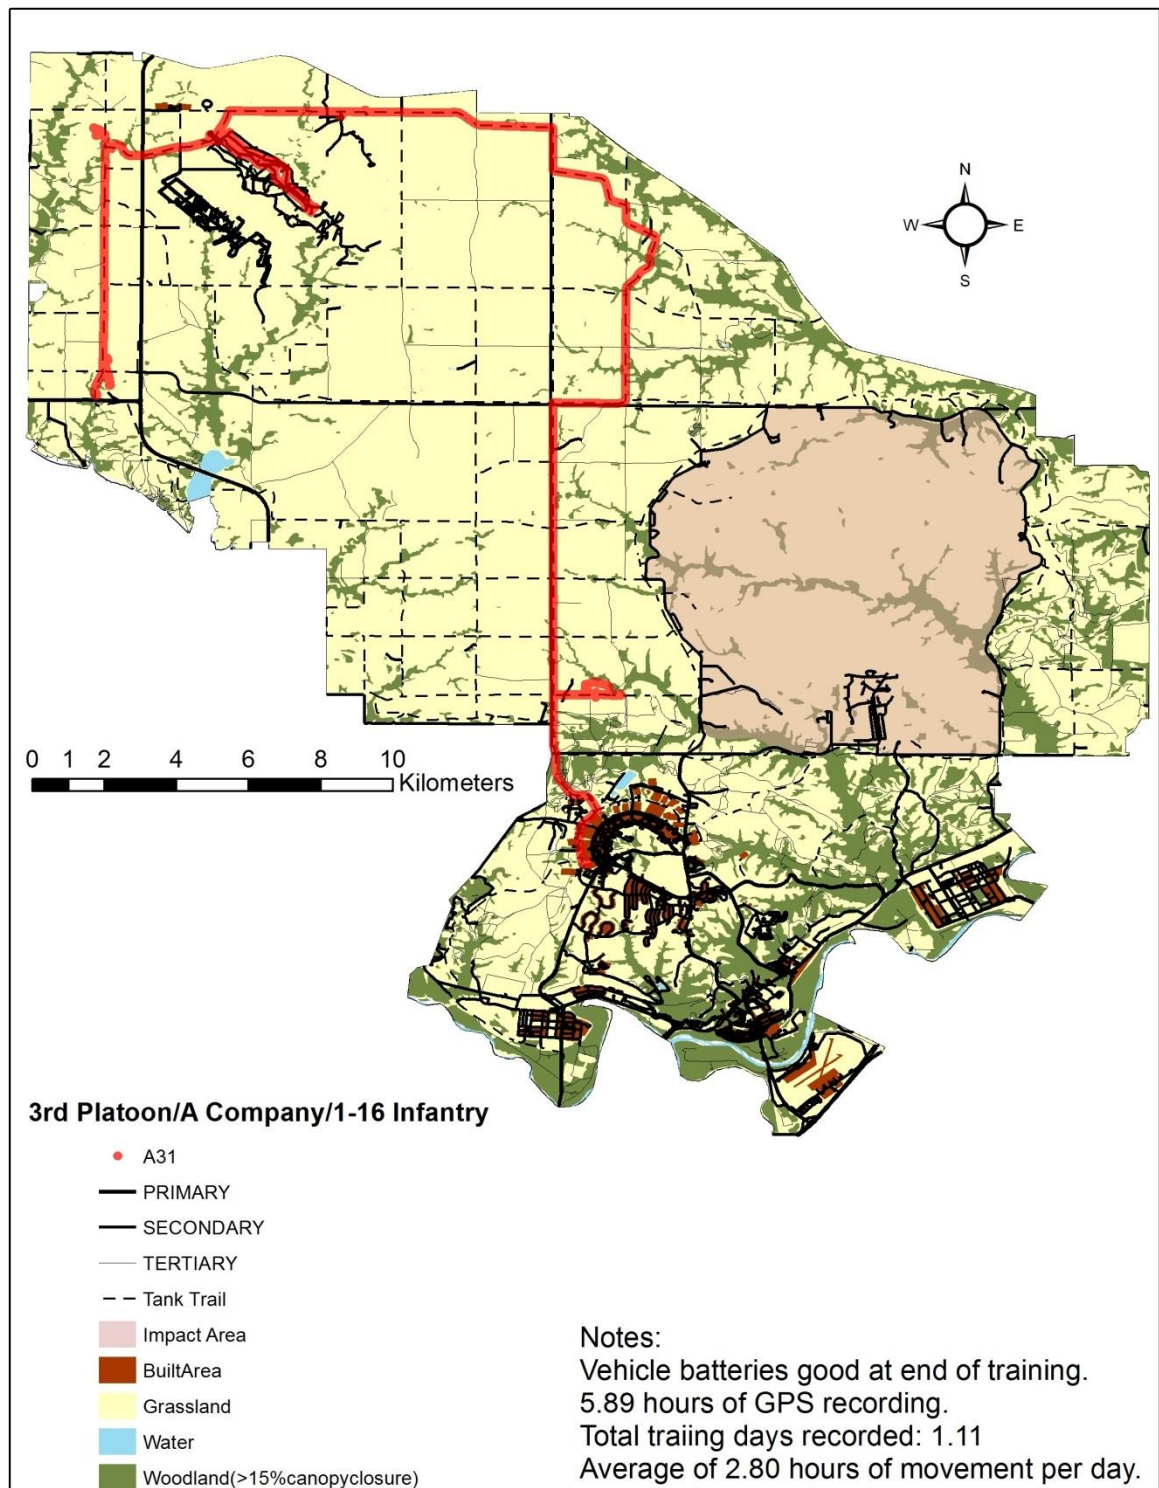 N
W E
S
0 1 2 4 6 8 10
Kilometers
3rd Platoon/A Company/1-16 Infantry
A31
PRIMARY
SECONDARY
TERTIARY
Tank Trail
Impact Area
BuiltArea
Grassland
Water
Woodland(>15%canopyclosure)
Notes:
Vehicle batteries good at end of training.
5.89 hours of GPS recording.
Total traiing days recorded: 1.11
Average of 2.80 hours of movement per day.